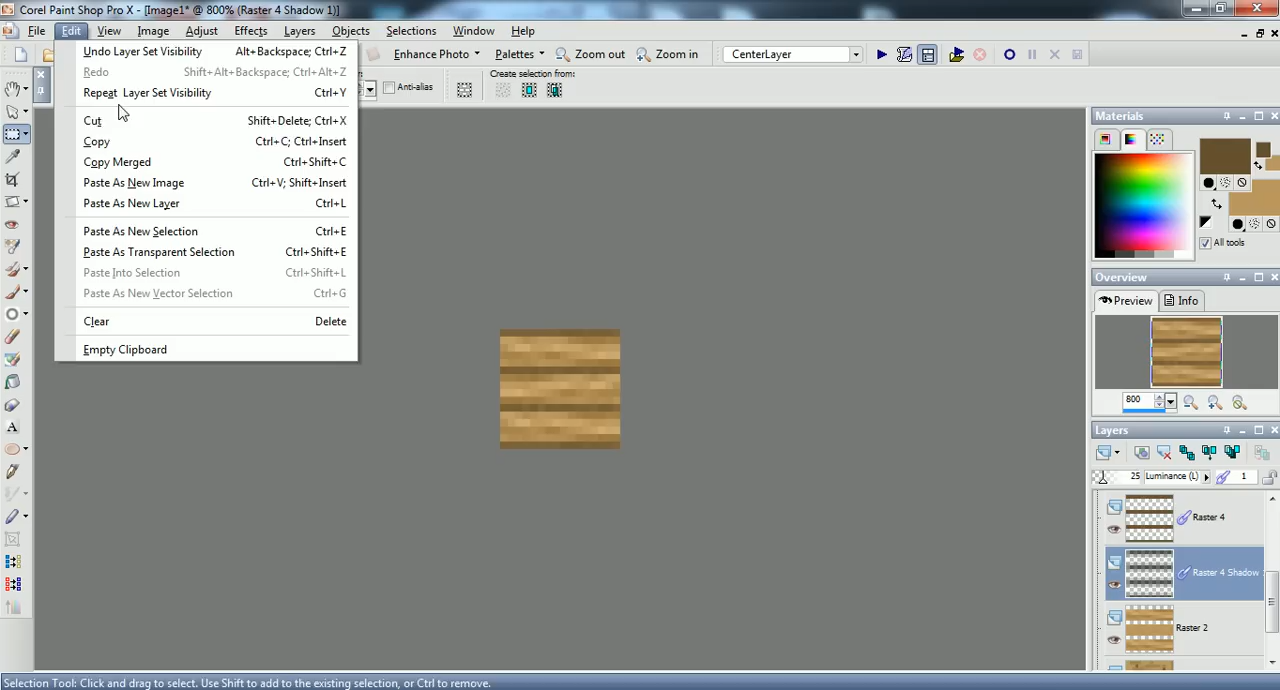 Corel Paint Shop Pro X - [Image1* @ 800% (Raster 4 Shadow 1)]
File Edit View Image Adjust Effects Layers Objects Selections Window Help
Enhance Photo Palettes Zoom out Zoom in CenterLayer
Anti-alias Create selection from:
Undo Layer Set Visibility Alt+Backspace; Ctrl+Z
Redo Shift+Alt+Backspace; Ctrl+Alt+Z
Repeat Layer Set Visibility Ctrl+Y
Cut Shift+Delete; Ctrl+X
Copy Ctrl+C; Ctrl+Insert
Copy Merged Ctrl+Shift+C
Paste As New Image Ctrl+V; Shift+Insert
Paste As New Layer Ctrl+L
Paste As New Selection Ctrl+E
Paste As Transparent Selection Ctrl+Shift+E
Paste Into Selection Ctrl+Shift+L
Paste As New Vector Selection Ctrl+G
Clear Delete
Empty Clipboard
Materials
All tools
Overview
Preview Info
800
Layers
25 Luminance (L) 1
Raster 4
Raster 4 Shadow
Raster 2
Selection Tool: Click and drag to select. Use Shift to add to the existing selection, or Ctrl to remove.